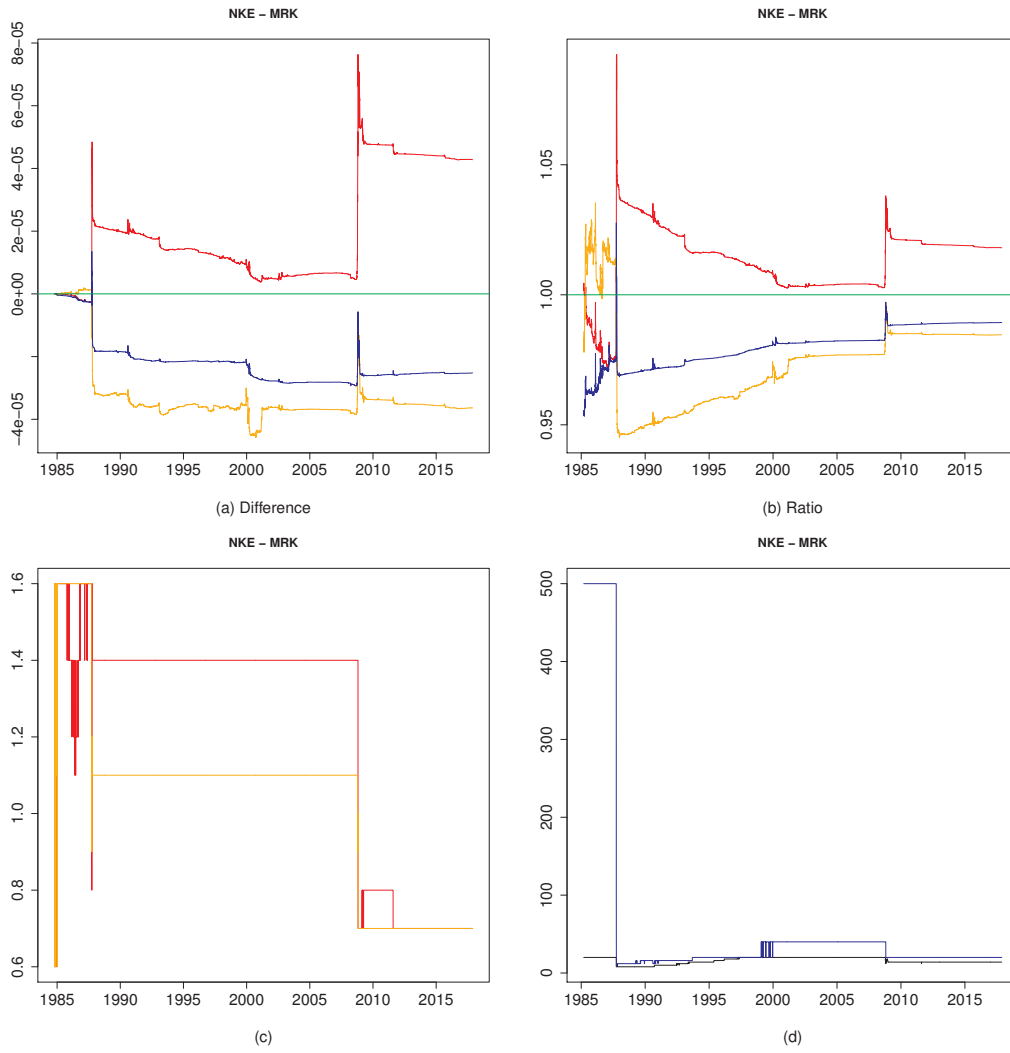 NKE – MRK
8e−05
6e−05
4e−05
2e−05
0e+00
−4e−05
1985 1990 1995 2000 2005 2010 2015
(a) Difference
NKE – MRK
1.05
1.00
0.95
1985 1990 1995 2000 2005 2010 2015
(b) Ratio
NKE – MRK
1.6
1.4
1.2
1.0
0.8
0.6
1985 1990 1995 2000 2005 2010 2015
(c)
NKE – MRK
500
400
300
200
100
0
1985 1990 1995 2000 2005 2010 2015
(d)